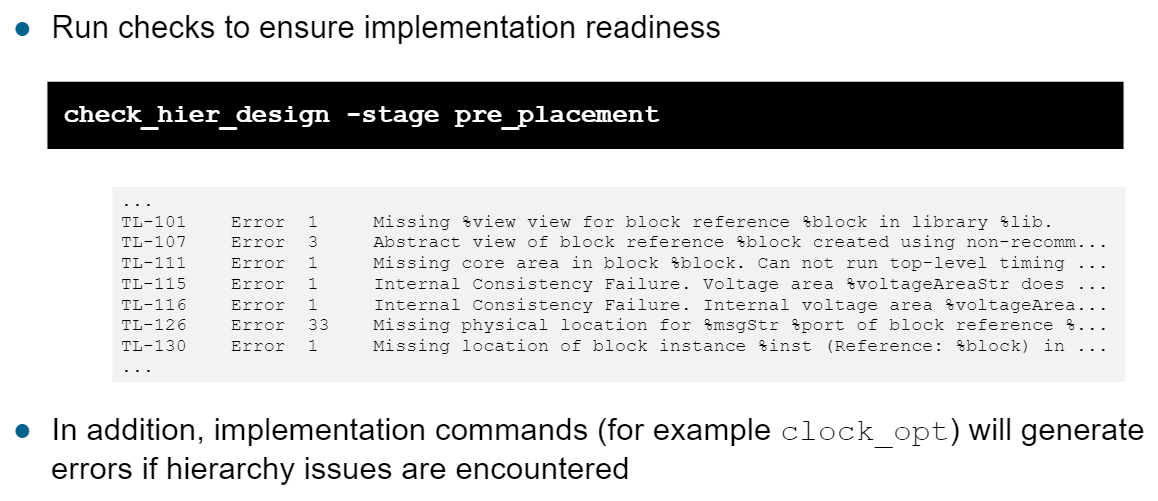 ● Run checks to ensure implementation readiness
check_hier_design -stage pre_placement
...
TL-101 Error 1 Missing %view view for block reference %block in library %lib.
TL-107 Error 3 Abstract view of block reference %block created using non-recomm...
TL-111 Error 1 Missing core area in block %block. Can not run top-level timing ...
TL-115 Error 1 Internal Consistency Failure. Voltage area %voltageAreaStr does ...
TL-116 Error 1 Internal Consistency Failure. Internal voltage area %voltageArea...
TL-126 Error 33 Missing physical location for %msgStr %port of block reference %...
TL-130 Error 1 Missing location of block instance %inst (Reference: %block) in ...
...
● In addition, implementation commands (for example clock_opt) will generate
errors if hierarchy issues are encountered